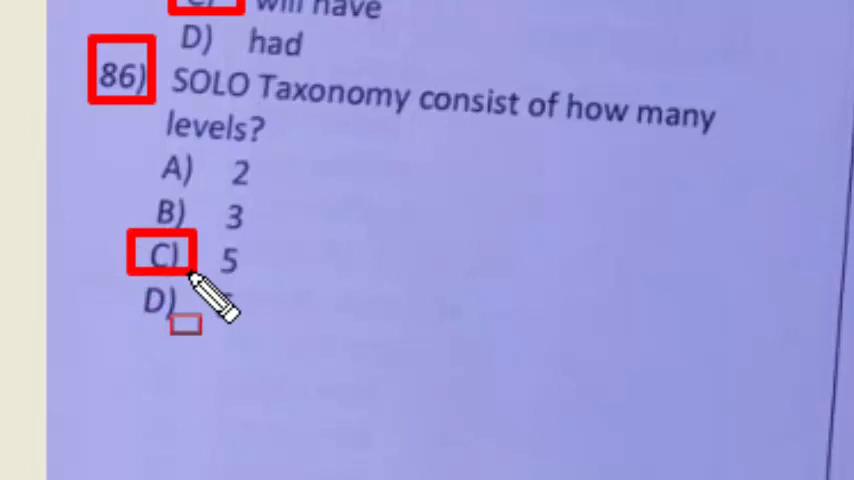 will have
D) had
86) SOLO Taxonomy consist of how many
levels?
A) 2
B) 3
C) 5
D)